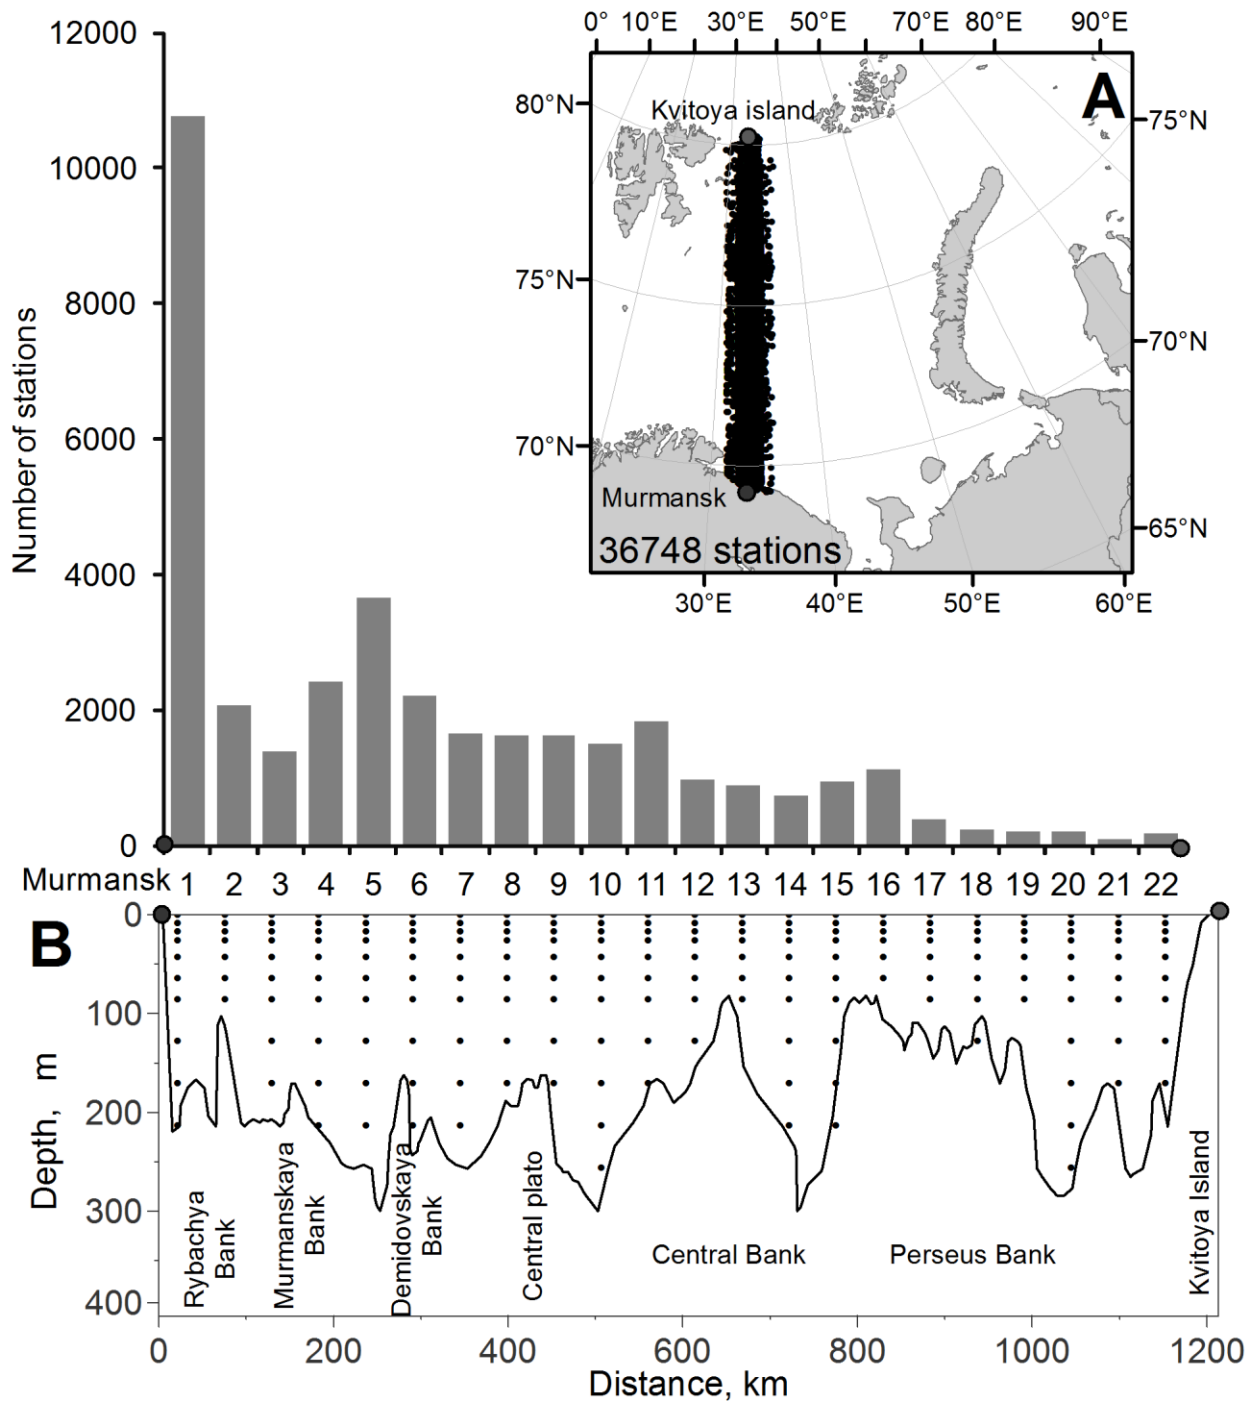 12000
10000
8000
6000
4000
2000
0
Number of stations
0° 10°E 20°E 30°E 50°E 70°E 80°E 90°E
80°N
75°N
70°N
75°N
70°N
65°N
30°E 40°E 50°E 60°E
A
Kvitoya island
Murmansk
36748 stations
Murmansk 1 2 3 4 5 6 7 8 9 10 11 12 13 14 15 16 17 18 19 20 21 22
B
0
100
200
300
400
Depth, m
Rybachya
Bank
Murmanskaya
Bank
Demidovskaya
Bank
Central plato
Central Bank
Perseus Bank
Kvitoya Island
0 200 400 600 800 1000 1200
Distance, km